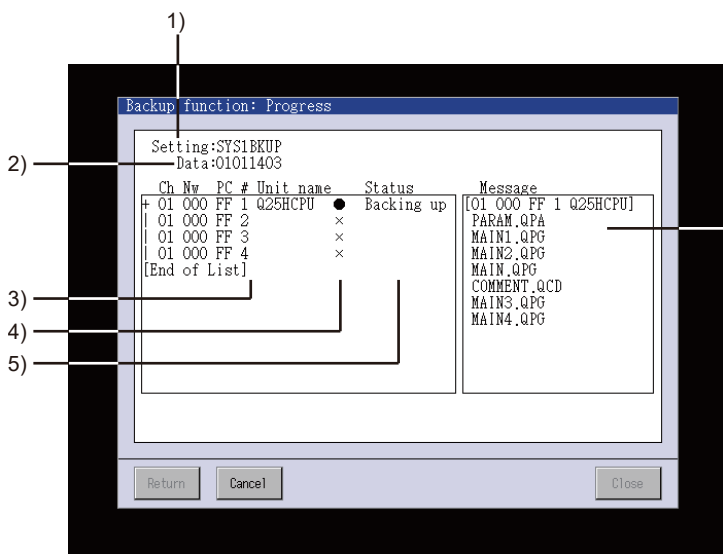 1)
Backup function: Progress
Setting:SYS1BKUP
2)
Data:01011403
Ch Nw PC # Unit name Status Message
+ 01 000 FF 1 Q25HCPU ● Backing up [01 000 FF 1 Q25HCPU]
| 01 000 FF 2 × PARAM.QPA
| 01 000 FF 3 × MAIN1.QPG
| 01 000 FF 4 × MAIN2.QPG
[End of List] MAIN.QPG
COMMENT.QCD
3)
MAIN3.QPG
MAIN4.QPG
4)
5)
Return Cancel Close